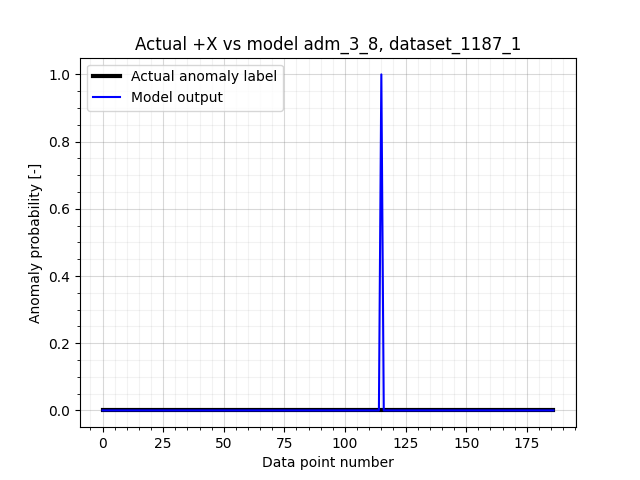 Actual +X vs model adm_3_8, dataset_1187_1
Actual anomaly label
Model output
Anomaly probability [-]
1.0
0.8
0.6
0.4
0.2
0.0
0 25 50 75 100 125 150 175
Data point number